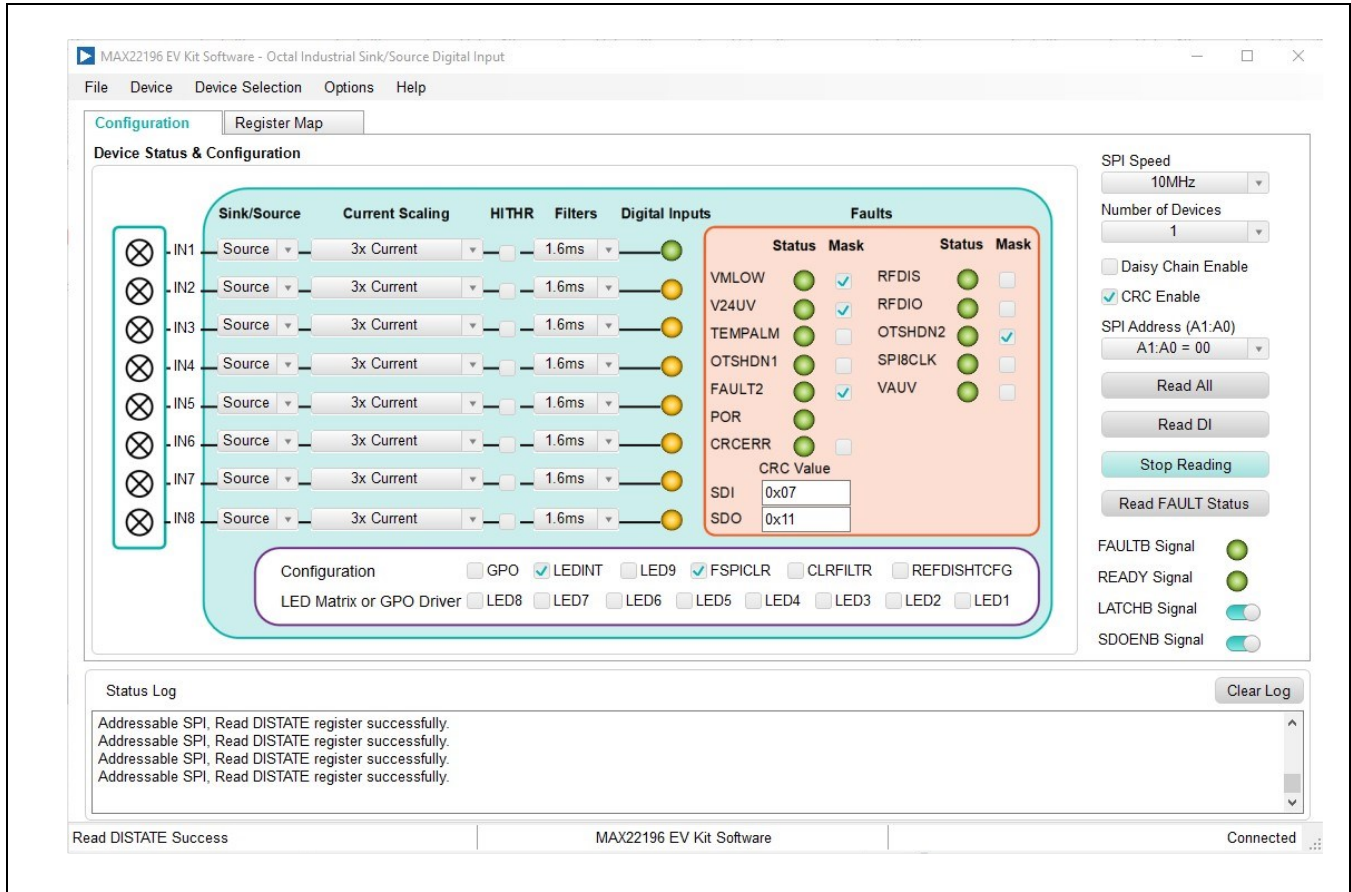 MAX22196 EV Kit Software - Octal Industrial Sink/Source Digital Input
File Device Device Selection Options Help
Configuration Register Map
Device Status & Configuration
Sink/Source Current Scaling HITHR Filters Digital Inputs Faults
IN1 Source 3x Current 1.6ms
IN2 Source 3x Current 1.6ms
IN3 Source 3x Current 1.6ms
IN4 Source 3x Current 1.6ms
IN5 Source 3x Current 1.6ms
IN6 Source 3x Current 1.6ms
IN7 Source 3x Current 1.6ms
IN8 Source 3x Current 1.6ms
Status Mask Status Mask
VMLOW RFDIS
V24UV RFDIO
TEMPALM OTSHDN2
OTSHDN1 SPI8CLK
FAULT2 VAUV
POR
CRCERR
CRC Value
SDI 0x07
SDO 0x11
Configuration GPO LEDINT LED9 FSPICLR CLRFILTR REFDISHTCFG
LED Matrix or GPO Driver LED8 LED7 LED6 LED5 LED4 LED3 LED2 LED1
SPI Speed
10MHz
Number of Devices
1
Daisy Chain Enable
CRC Enable
SPI Address (A1:A0)
A1:A0 = 00
Read All
Read DI
Stop Reading
Read FAULT Status
FAULTB Signal
READY Signal
LATCHB Signal
SDOENB Signal
Status Log Clear Log
Addressable SPI, Read DISTATE register successfully.
Addressable SPI, Read DISTATE register successfully.
Addressable SPI, Read DISTATE register successfully.
Addressable SPI, Read DISTATE register successfully.
Read DISTATE Success MAX22196 EV Kit Software Connected